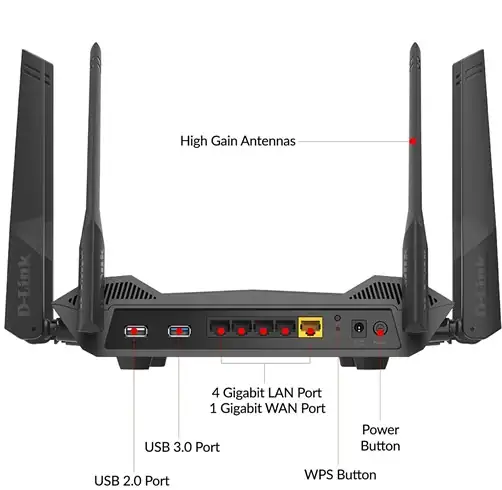 High Gain Antennas
D-Link
D-Link
4 Gigabit LAN Port
1 Gigabit WAN Port
Power
Button
USB 3.0 Port
WPS Button
USB 2.0 Port